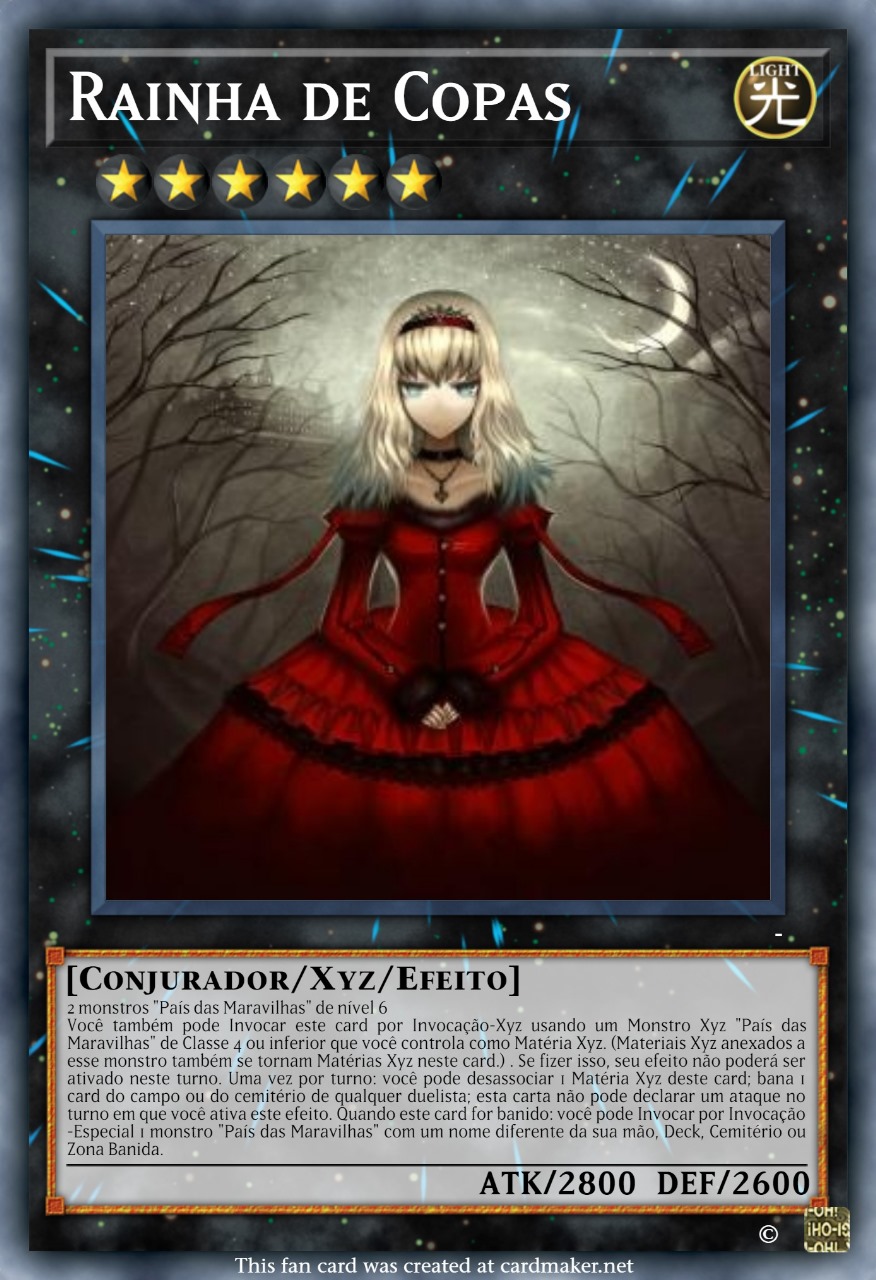 Rainha de Copas
LIGHT
光
-
[Conjurador/Xyz/Efeito]
2 monstros "País das Maravilhas" de nível 6
Você também pode Invocar este card por Invocação-Xyz usando um Monstro Xyz "País das
Maravilhas" de Classe 4 ou inferior que você controla como Matéria Xyz. (Materiais Xyz anexados a
esse monstro também se tornam Matérias Xyz neste card.) . Se fizer isso, seu efeito não poderá ser
ativado neste turno. Uma vez por turno: você pode desassociar 1 Matéria Xyz deste card; bana 1
card do campo ou do cemitério de qualquer duelista; esta carta não pode declarar um ataque no
turno em que você ativa este efeito. Quando este card for banido: você pode Invocar por Invocação
-Especial 1 monstro "País das Maravilhas" com um nome diferente da sua mão, Deck, Cemitério ou
Zona Banida.
ATK/2800 DEF/2600
©
This fan card was created at cardmaker.net